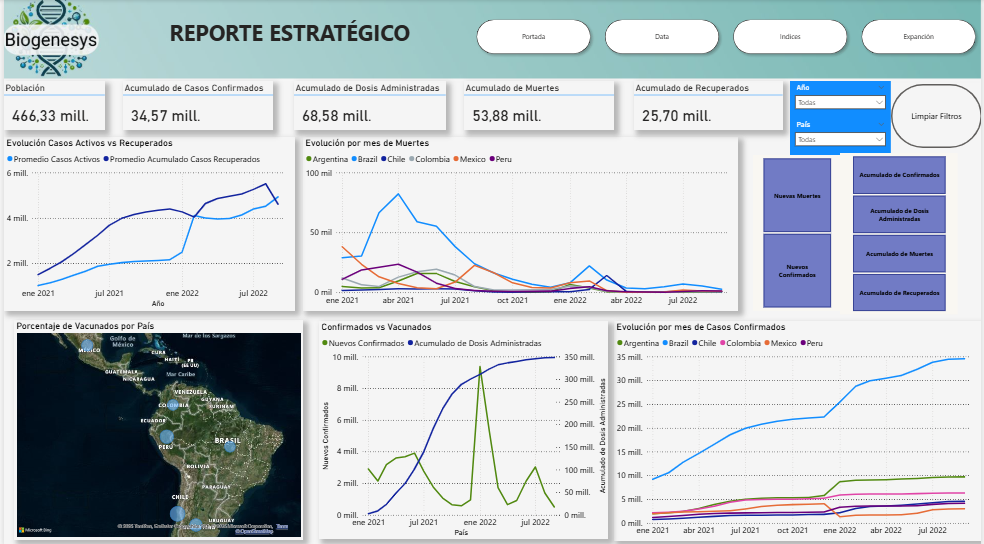 Biogenesys
REPORTE ESTRATÉGICO
Portada
Data
Indices
Expanción
Población
466,33 mill.
Acumulado de Casos Confirmados
34,57 mill.
Acumulado de Dosis Administradas
68,58 mill.
Acumulado de Muertes
53,88 mill.
Acumulado de Recuperados
25,70 mill.
Año
Todas
País
Todas
Limpiar Filtros
Evolución Casos Activos vs Recuperados
Promedio Casos Activos Promedio Acumulado Casos Recuperados
6 mill.
4 mill.
2 mill.
ene 2021 jul 2021 ene 2022 jul 2022
Año
Evolución por mes de Muertes
Argentina Brazil Chile Colombia Mexico Peru
100 mil
50 mil
0 mil
ene 2021 abr 2021 jul 2021 oct 2021 ene 2022 abr 2022 jul 2022
Nuevas Muertes
Nuevos
Confirmados
Acumulado de Confirmados
Acumulado de Dosis
Administradas
Acumulado de Muertes
Acumulado de Recuperados
Porcentaje de Vacunados por País
Golfo de
México
Mar de los Sargazos
MÉXICO
CUBA
HAITÍ
PR
(EE UU)
GUATEMALA
Mar Caribe
NICARAGUA
VENEZUELA
GUYANA
COLOMBIA
SURINAM
ECUADOR
PERÚ
BRASIL
BOLIVIA
PARAGUAY
CHILE
URUGUAY
Microsoft Bing
Confirmados vs Vacunados
Nuevos Confirmados Acumulado de Dosis Administradas
10 mill.
8 mill.
6 mill.
4 mill.
2 mill.
0 mill.
Nuevos Confirmados
350 mill.
300 mill.
250 mill.
200 mill.
150 mill.
100 mill.
50 mill.
0 mill.
Acumulado de Dosis Administradas
ene 2021 jul 2021 ene 2022 jul 2022
País
Evolución por mes de Casos Confirmados
Argentina Brazil Chile Colombia Mexico Peru
35 mill.
30 mill.
25 mill.
20 mill.
15 mill.
10 mill.
5 mill.
0 mill.
ene 2021 abr 2021 jul 2021 oct 2021 ene 2022 abr 2022 jul 2022